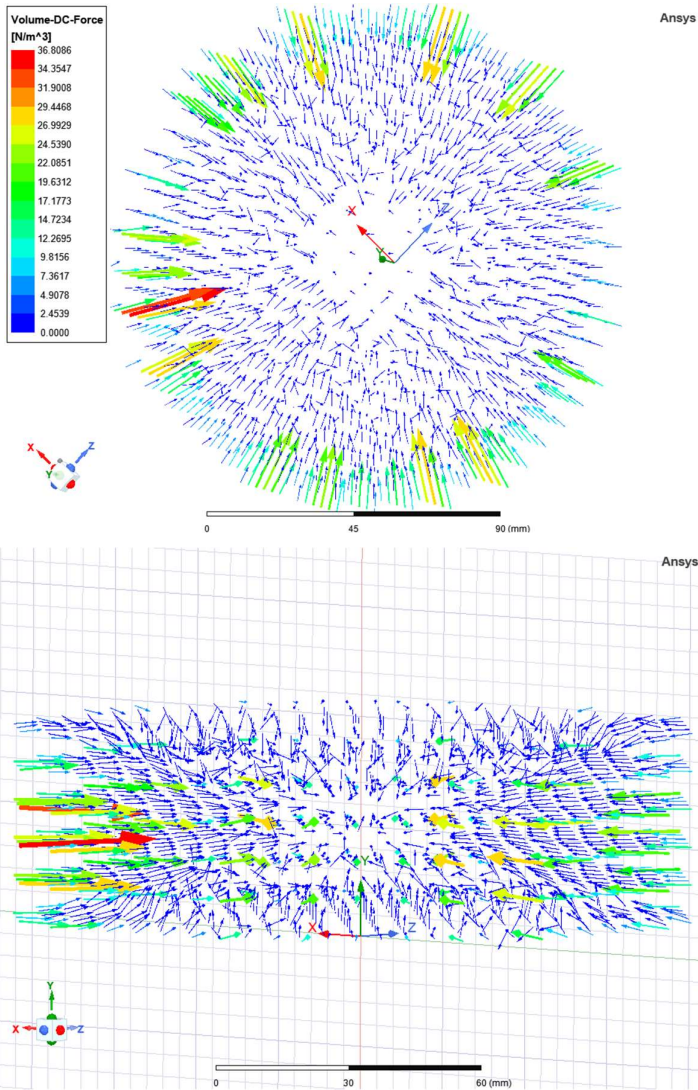 Volume-DC-Force
[N/m^3]
36.8086
34.3547
31.9008
29.4468
26.9929
24.5390
22.0851
19.6312
17.1773
14.7234
12.2695
9.8156
7.3617
4.9078
2.4539
0.0000
Ansys
X
Z
Y
X
Z
Y
0
45
90 (mm)
Ansys
Y
X
Z
Y
X
Z
0
30
60 (mm)